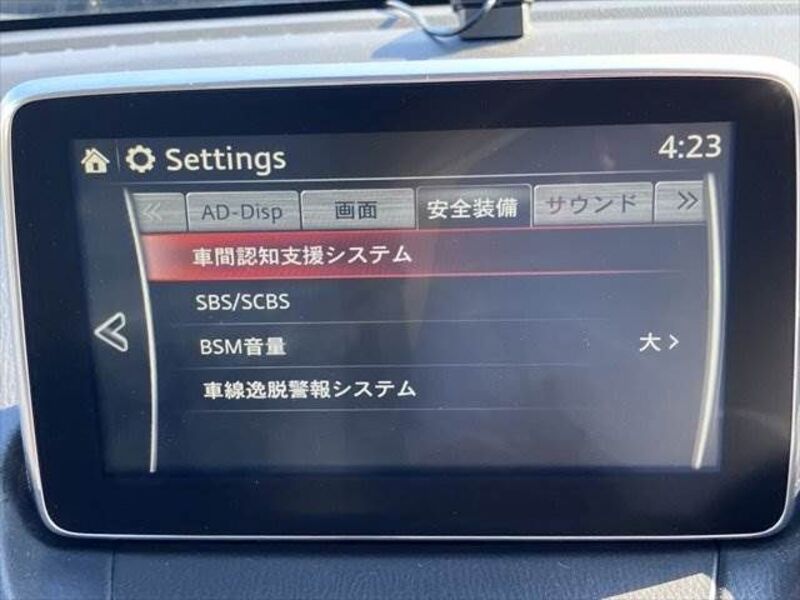 Settings 4:23
AD-Disp 画面 安全装備 サウンド
車間認知支援システム
SBS/SCBS
BSM音量 大
車線逸脱警報システム